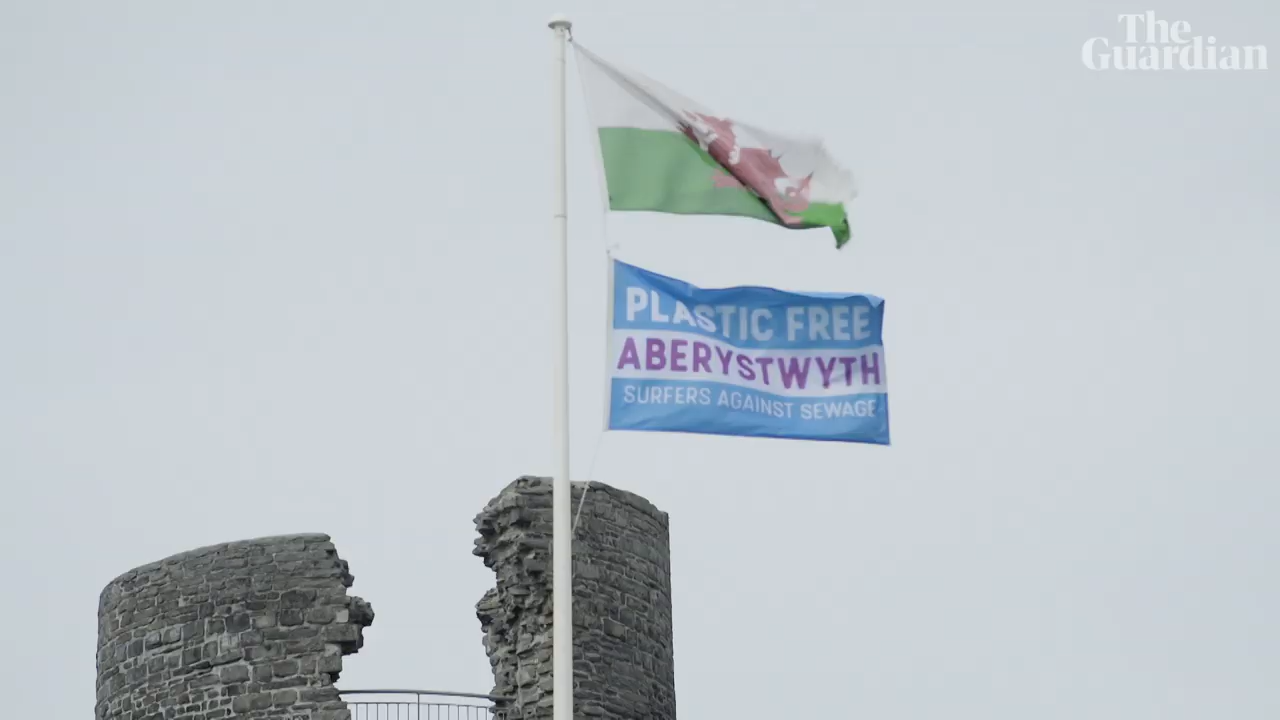 The
Guardian
PLASTIC FREE
ABERYSTWYTH
SURFERS AGAINST SEWAGE